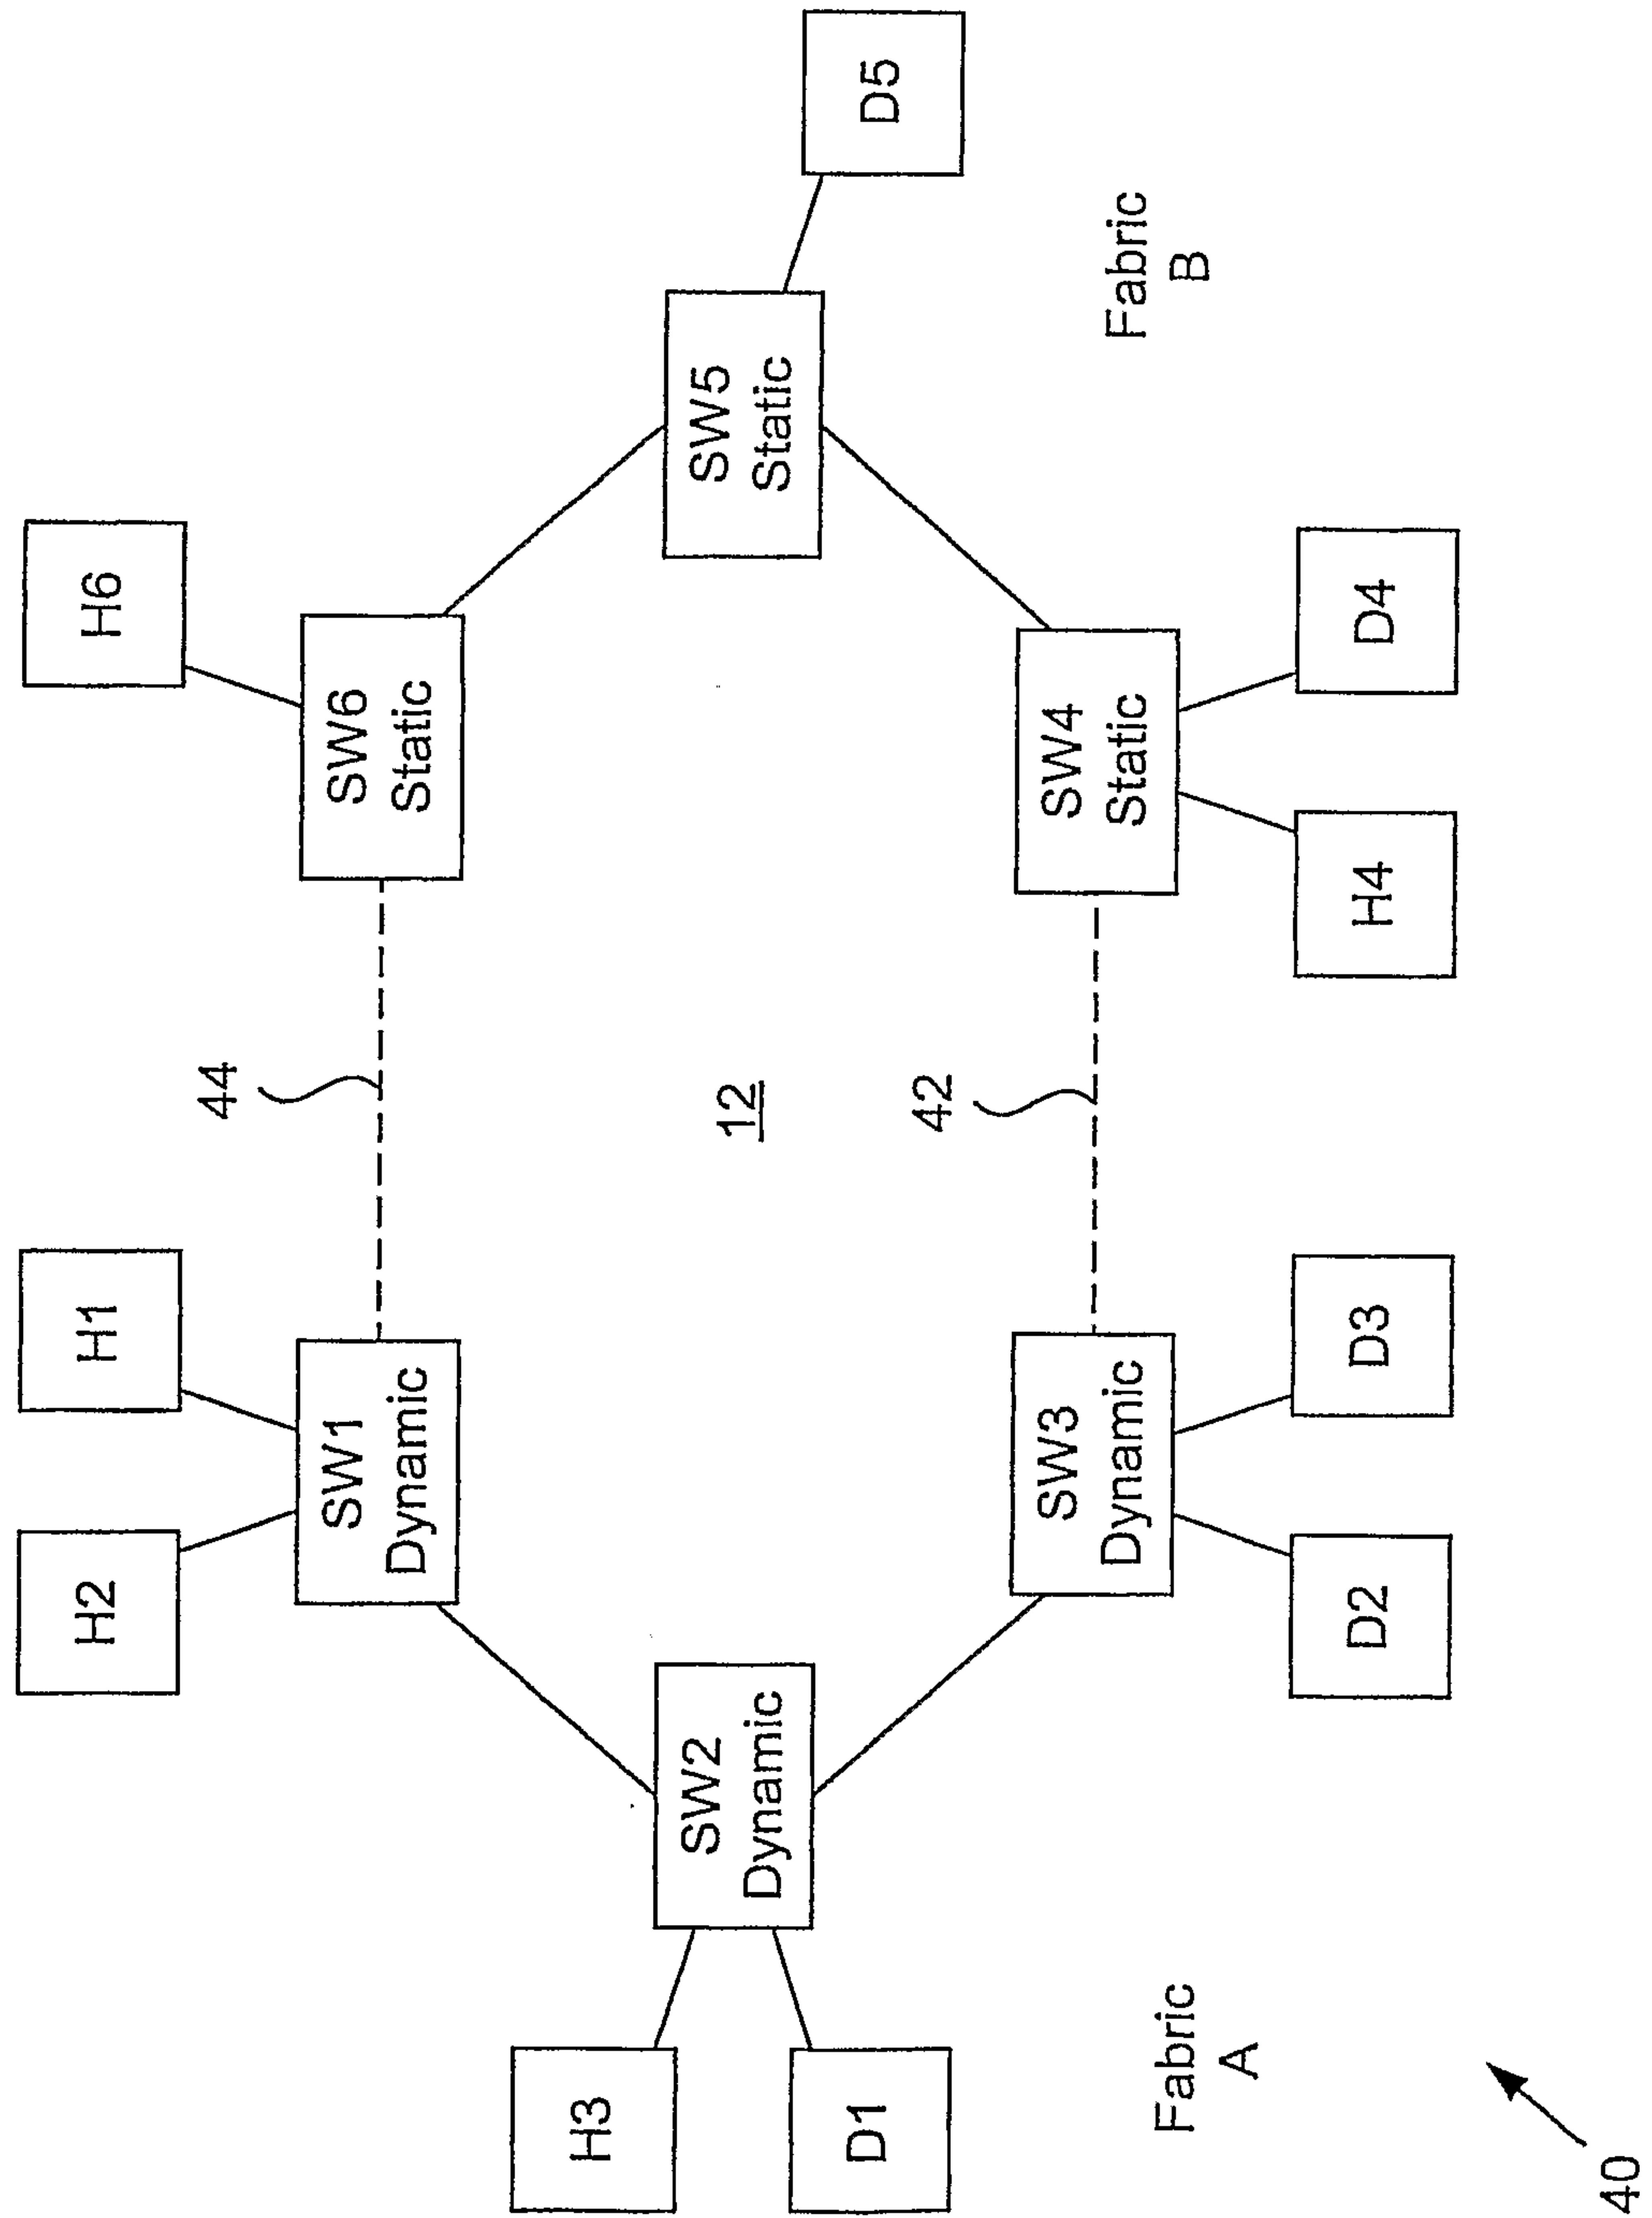 H2
H1
H6
SW1
Dynamic
44
SW6
Static
H3
D1
SW2
Dynamic
12
SW5
Static
D5
SW3
Dynamic
42
SW4
Static
D2
D3
H4
D4
Fabric
A
Fabric
B
40